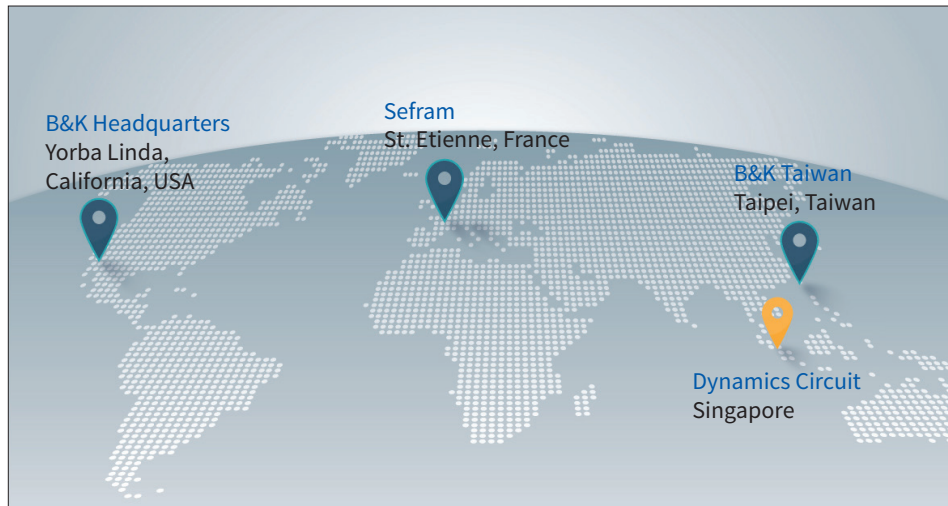 B&K Headquarters
Yorba Linda,
California, USA
Sefram
St. Etienne, France
B&K Taiwan
Taipei, Taiwan
Dynamics Circuit
Singapore